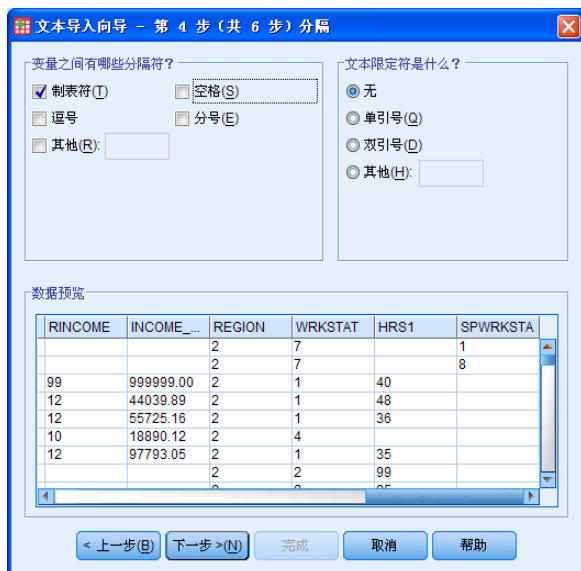 文本导入向导 - 第 4 步（共 6 步）分隔
变量之间有哪些分隔符？
制表符(T)
空格(S)
逗号
分号(E)
其他(R):
文本限定符是什么？
无
单引号(Q)
双引号(D)
其他(H):
数据预览
RINCOME INCOME_... REGION WRKSTAT HRS1 SPWRKSTA
2 7 1
2 7 8
99 999999.00 2 1 40
12 44039.89 2 1 48
12 55725.16 2 1 36
10 18890.12 2 4
12 97793.05 2 1 35
2 2 99
< 上一步(B)
下一步 >(N)
完成
取消
帮助